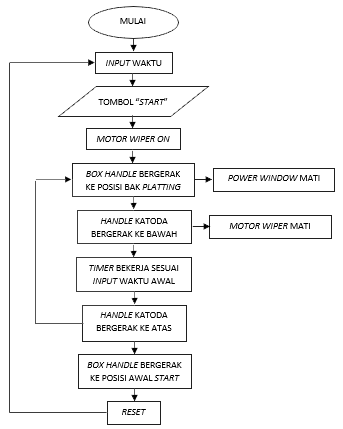 MULAI
INPUT WAKTU
TOMBOL "START"
MOTOR WIPER ON
BOX HANDLE BERGERAK
KE POSISI BAK PLATTING
POWER WINDOW MATI
HANDLE KATODA
BERGERAK KE BAWAH
MOTOR WIPER MATI
TIMER BEKERJA SESUAI
INPUT WAKTU AWAL
HANDLE KATODA
BERGERAK KE ATAS
BOX HANDLE BERGERAK
KE POSISI AWAL START
RESET